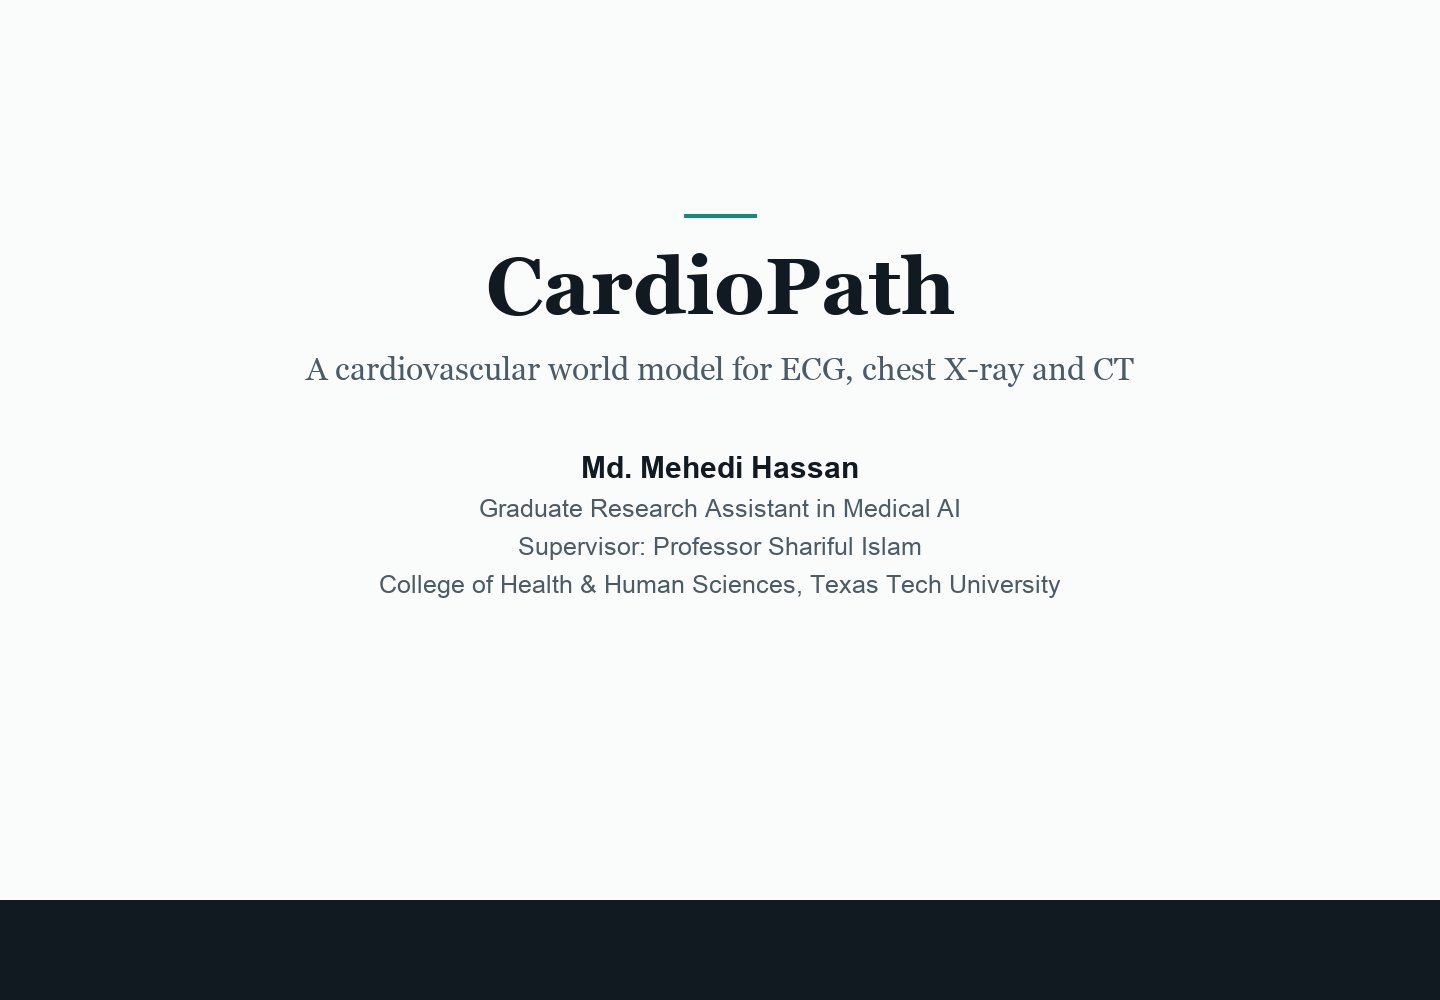 CardioPath
A cardiovascular world model for ECG, chest X-ray and CT
Md. Mehedi Hassan
Graduate Research Assistant in Medical AI
Supervisor: Professor Shariful Islam
College of Health & Human Sciences, Texas Tech University